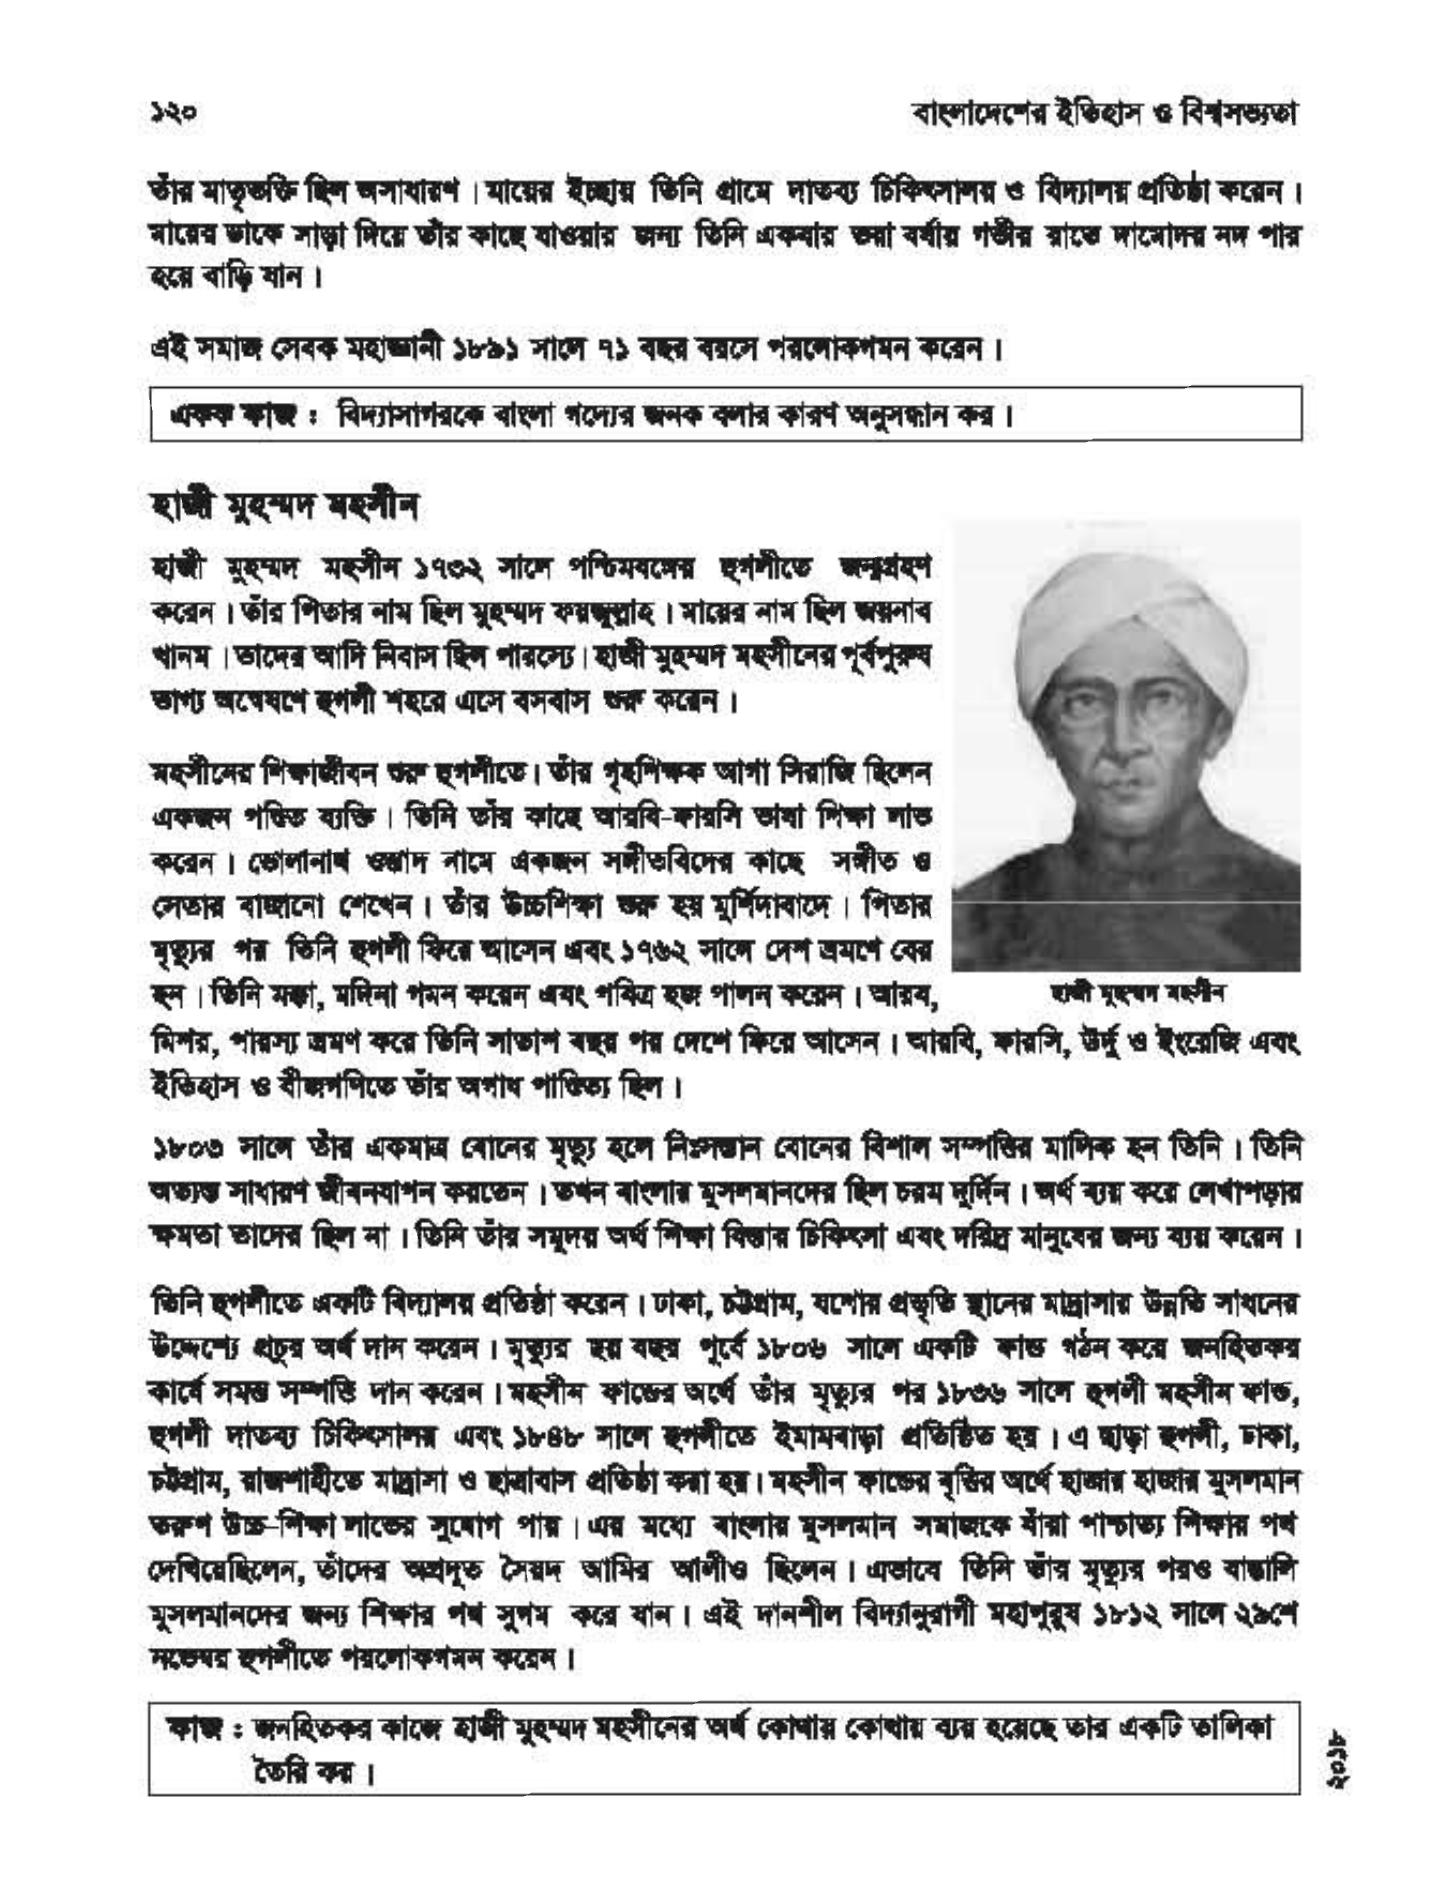 ১২০
বাংলাদেশের ইতিহাস ও বিশ্বসভ্যতা
তাঁর মাতৃভক্তি ছিল অসাধারণ। মায়ের ইচ্ছায় তিনি গ্রামে দাতব্য চিকিৎসালয় ও বিদ্যালয় প্রতিষ্ঠা করেন।
মায়ের ডাকে সাড়া দিয়ে তাঁর কাছে যাওয়ার জন্য তিনি একবার ভরা বর্ষায় গভীর রাতে দামোদর নদ পার
হয়ে বাড়ি যান।
এই সমাজ সেবক মহাজ্ঞানী ১৮৯১ সালে ৭১ বছর বয়সে পরলোকগমন করেন।
একক কাজ : বিদ্যাসাগরকে বাংলা গদ্যের জনক বলার কারণ অনুসন্ধান কর।
হাজী মুহম্মদ মহসীন
হাজী মুহম্মদ মহসীন ১৭৩২ সালে পশ্চিমবঙ্গের হুগলীতে জন্মগ্রহণ
করেন। তাঁর পিতার নাম ছিল মুহম্মদ ফয়জুল্লাহ। মায়ের নাম ছিল জয়নাব
খানম। তাদের আদি নিবাস ছিল পারস্যে। হাজী মুহম্মদ মহসীনের পূর্বপুরুষ
ভাগ্য অন্বেষণে হুগলী শহরে এসে বসবাস শুরু করেন।
মহসীনের শিক্ষাজীবন শুরু হুগলীতে। তাঁর গৃহশিক্ষক আগা সিরাজি ছিলেন
একজন পণ্ডিত ব্যক্তি। তিনি তাঁর কাছে আরবি-ফারসি ভাষা শিক্ষা লাভ
করেন। ভোলানাথ ওস্তাদ নামে একজন সঙ্গীতবিদের কাছে সঙ্গীত ও
সেতার বাজানো শেখেন। তাঁর উচ্চশিক্ষা শুরু হয় মুর্শিদাবাদে। পিতার
মৃত্যুর পর তিনি হুগলী ফিরে আসেন এবং ১৭৬২ সালে দেশ ভ্রমণে বের
হন। তিনি মক্কা, মদিনা গমন করেন এবং পবিত্র হজ পালন করেন। আরব,
হাজী মুহম্মদ মহসীন
মিশর, পারস্য ভ্রমণ করে তিনি সাতাশ বছর পর দেশে ফিরে আসেন। আরবি, ফারসি, উর্দু ও ইংরেজি এবং
ইতিহাস ও বীজগণিতে তাঁর অগাধ পাণ্ডিত্য ছিল।
১৮০৩ সালে তাঁর একমাত্র বোনের মৃত্যু হলে নিঃসন্তান বোনের বিশাল সম্পত্তির মালিক হন তিনি। তিনি
অত্যন্ত সাধারণ জীবনযাপন করতেন। তখন বাংলার মুসলমানদের ছিল চরম দুর্দিন। অর্থ ব্যয় করে লেখাপড়ার
ক্ষমতা তাদের ছিল না। তিনি তাঁর সমুদয় অর্থ শিক্ষা বিস্তার চিকিৎসা এবং দরিদ্র মানুষের জন্য ব্যয় করেন।
তিনি হুগলীতে একটি বিদ্যালয় প্রতিষ্ঠা করেন। ঢাকা, চট্টগ্রাম, যশোর প্রভৃতি স্থানের মাদ্রাসার উন্নতি সাধনের
উদ্দেশ্যে প্রচুর অর্থ দান করেন। মৃত্যুর ছয় বছর পূর্বে ১৮০৬ সালে একটি ফান্ড গঠন করে জনহিতকর
কার্যে সমস্ত সম্পত্তি দান করেন। মহসীন ফান্ডের অর্থে তাঁর মৃত্যুর পর ১৮৩৬ সালে হুগলী মহসীন ফান্ড,
হুগলী দাতব্য চিকিৎসালয় এবং ১৮৪৮ সালে হুগলীতে ইমামবাড়া প্রতিষ্ঠিত হয়। এ ছাড়া হুগলী, ঢাকা,
চট্টগ্রাম, রাজশাহীতে মাদ্রাসা ও ছাত্রাবাস প্রতিষ্ঠা করা হয়। মহসীন ফান্ডের বৃত্তির অর্থে হাজার হাজার মুসলমান
তরুণ উচ্চ-শিক্ষা লাভের সুযোগ পায়। এর মধ্যে বাংলার মুসলমান সমাজকে যাঁরা পাশ্চাত্য শিক্ষার পথ
দেখিয়েছিলেন, তাঁদের অগ্রদূত সৈয়দ আমির আলীও ছিলেন। এভাবে তিনি তাঁর মৃত্যুর পরও বাঙালি
মুসলমানদের জন্য শিক্ষার পথ সুগম করে যান। এই দানশীল বিদ্যানুরাগী মহাপুরুষ ১৮১২ সালে ২৯শে
নভেম্বর হুগলীতে পরলোকগমন করেন।
কাজ : জনহিতকর কাজে হাজী মুহম্মদ মহসীনের অর্থ কোথায় কোথায় ব্যয় হয়েছে তার একটি তালিকা
তৈরি কর।
২০১৮